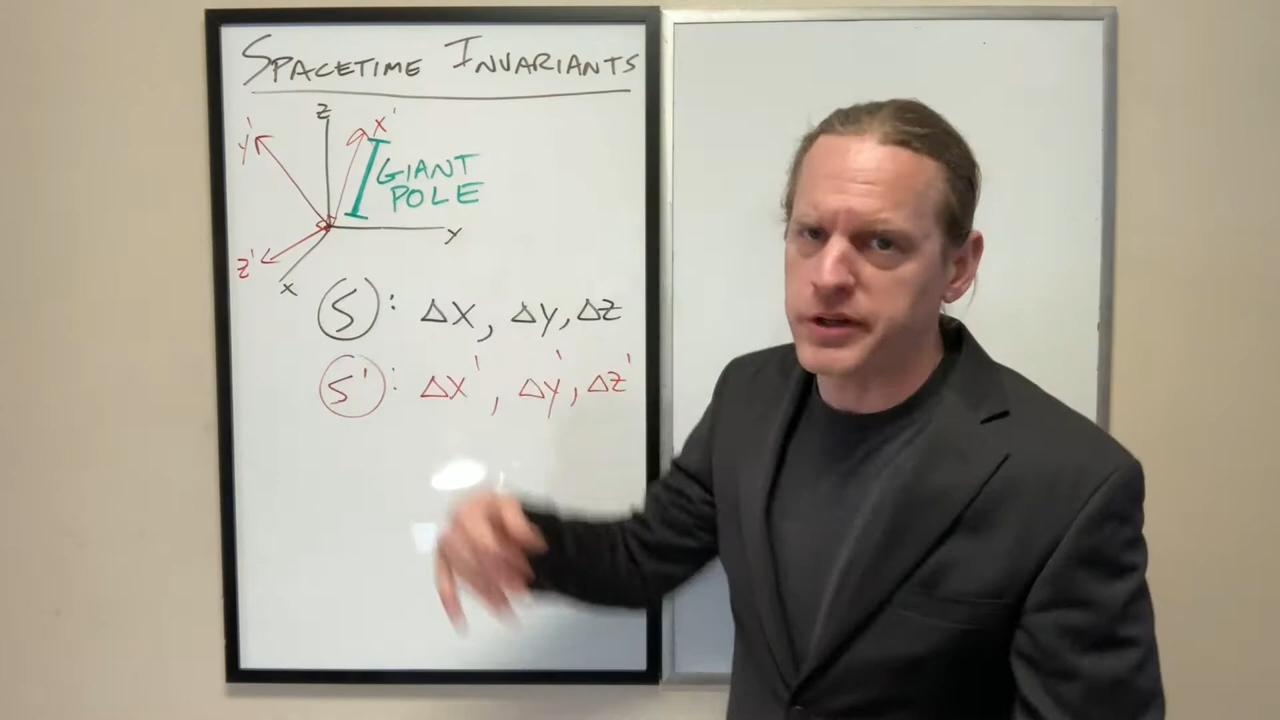 SPACETIME INVARIANTS
z
y' x'
GIANT
POLE
y
z'
x
S : Δx, Δy, Δz
S' : Δx', Δy', Δz'